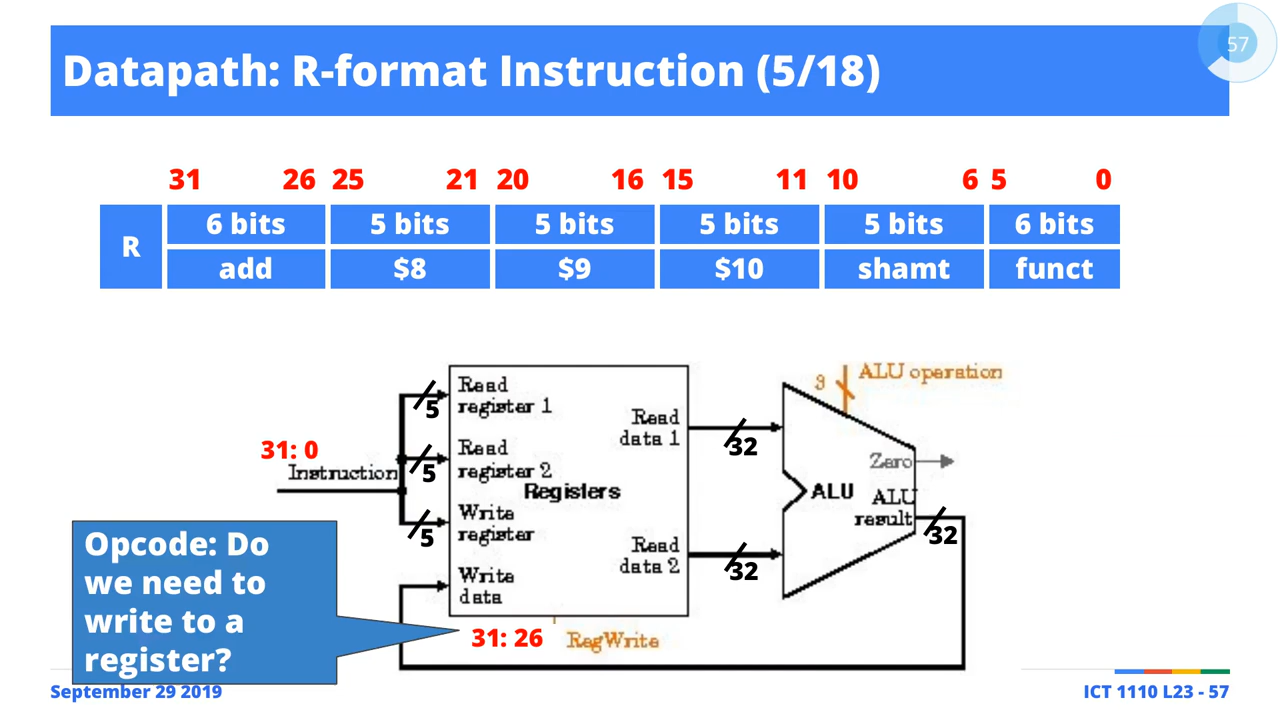 57
Datapath: R-format Instruction (5/18)
31 26 25 21 20 16 15 11 10 6 5 0
R
6 bits 5 bits 5 bits 5 bits 5 bits 6 bits
add $8 $9 $10 shamt funct
3 ALU operation
Read
register 1
5
Read
data 1
32
31: 0
Instruction
Read
register 2
5
Registers
Zero
ALU
ALU
result
32
Write
register
5
Read
data 2
32
Write
data
Opcode: Do
we need to
write to a
register?
31: 26
RegWrite
September 29 2019
ICT 1110 L23 - 57